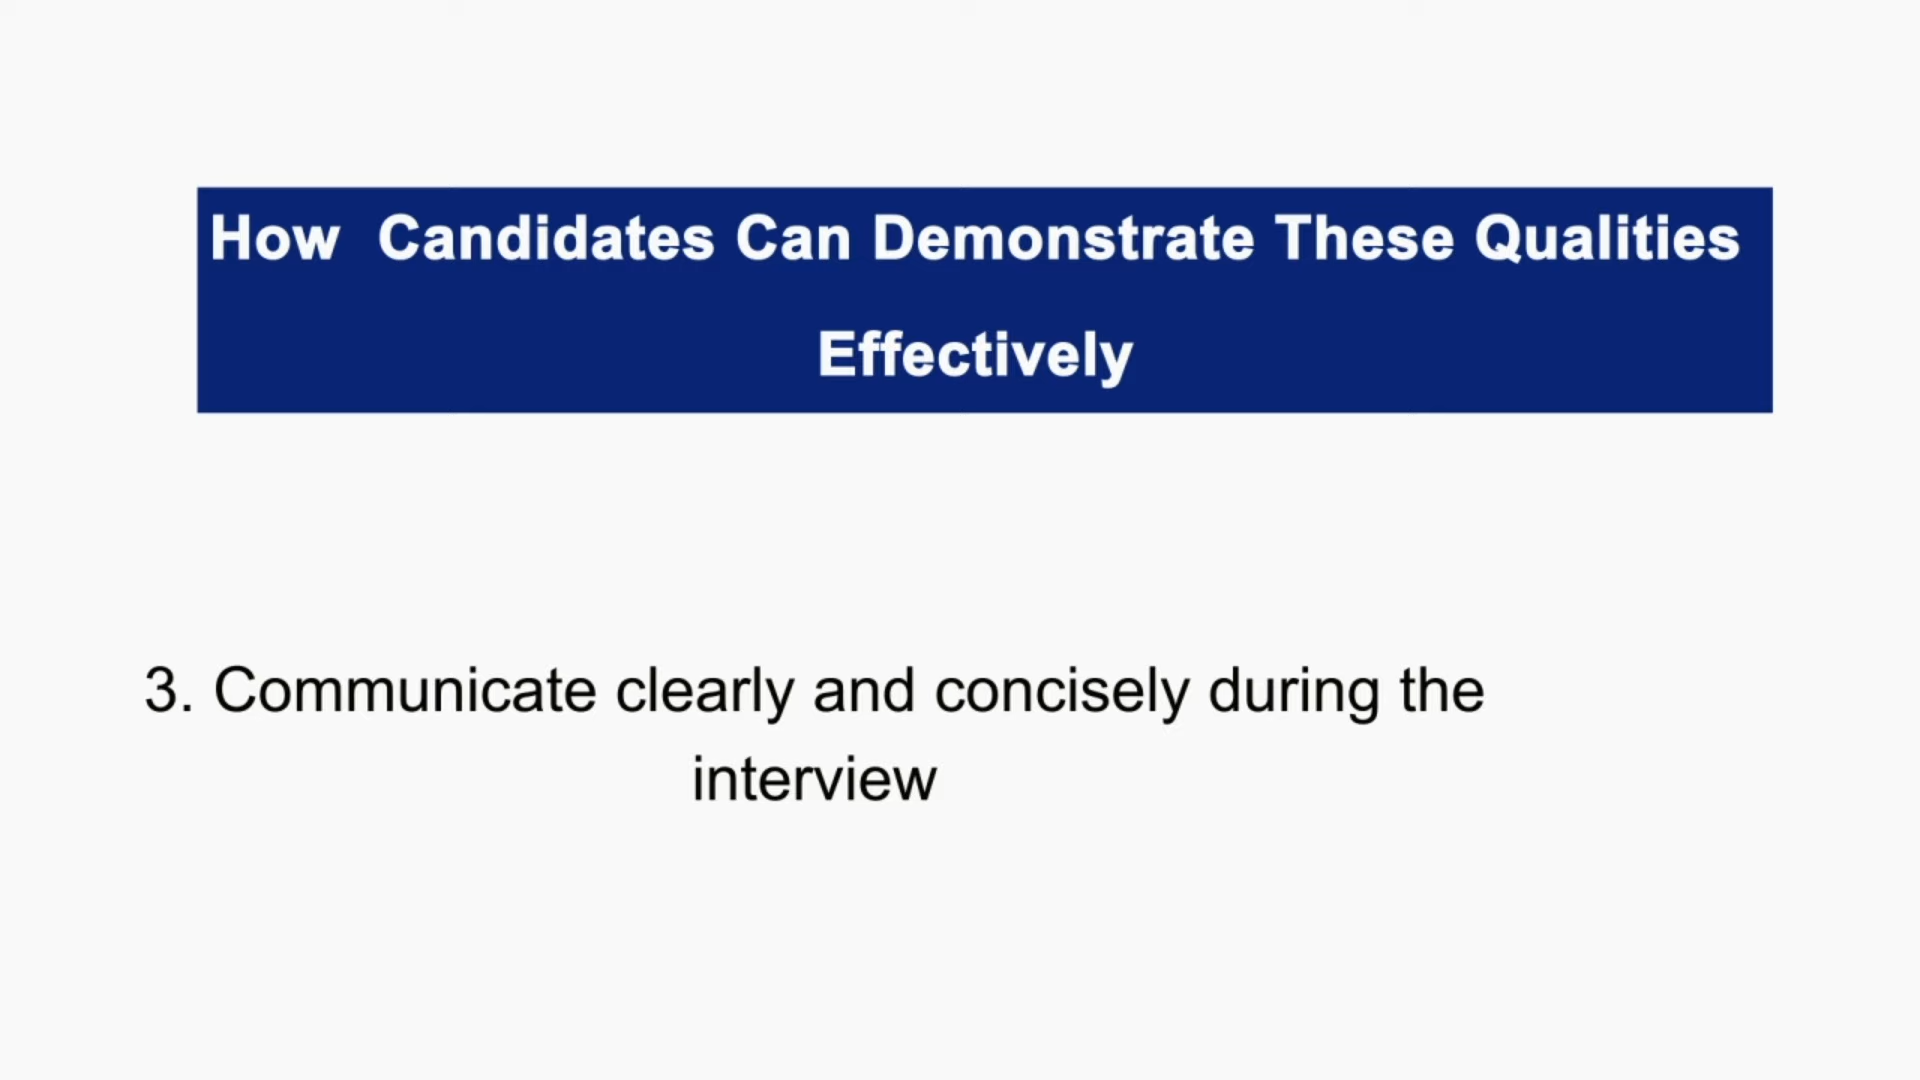 How  Candidates Can Demonstrate These Qualities
Effectively
3. Communicate clearly and concisely during the
interview